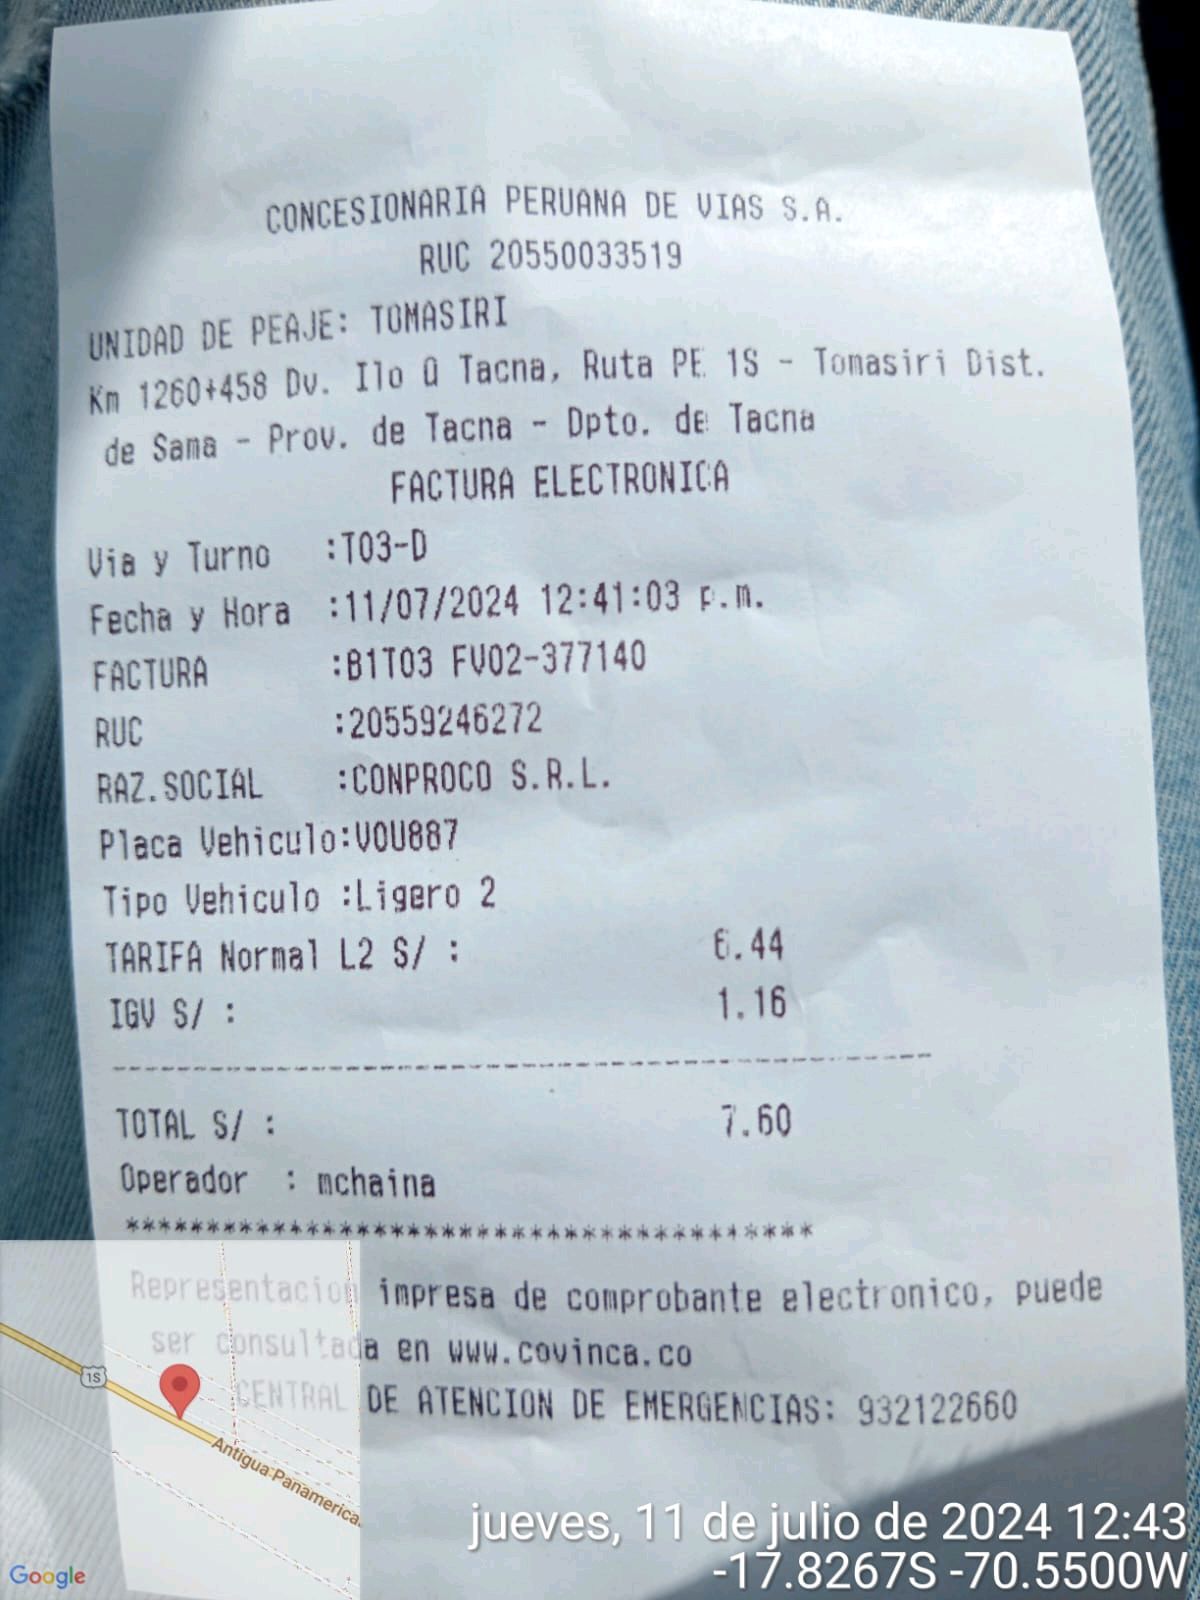 CONCESIONARIA PERUANA DE VIAS S.A.
RUC 20550033519
UNIDAD DE PEAJE: TOMASIRI
Km 1260+458 Dv. Ilo Q Tacna, Ruta PE 1S - Tomasiri Dist.
de Sama - Prov. de Tacna - Dpto. de Tacna
FACTURA ELECTRONICA
Via y Turno :T03-D
Fecha y Hora :11/07/2024 12:41:03 p.m.
FACTURA :B1T03 FV02-377140
RUC :20559246272
RAZ.SOCIAL :CONPROCO S.R.L.
Placa Vehiculo:VOU887
Tipo Vehiculo :Ligero 2
TARIFA Normal L2 S/ : 6.44
IGV S/ : 1.16
TOTAL S/ : 7.60
Operador : mchaina
******************************************
Representacion impresa de comprobante electronico, puede
ser consultada en www.covinca.co
CENTRAL DE ATENCION DE EMERGENCIAS: 932122660
1S
Antigua Panamerica
Google
jueves, 11 de julio de 2024 12:43
-17.8267S -70.5500W